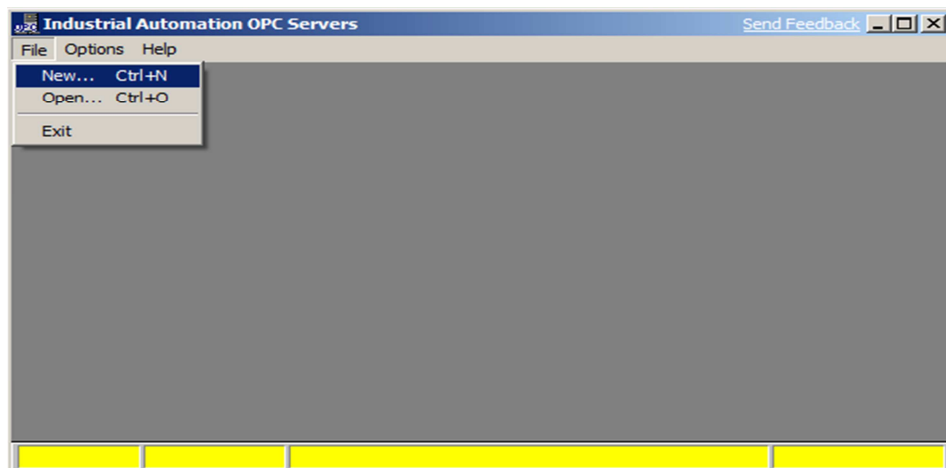 Industrial Automation OPC Servers Send Feedback
File Options Help
New... Ctrl+N
Open... Ctrl+O
Exit